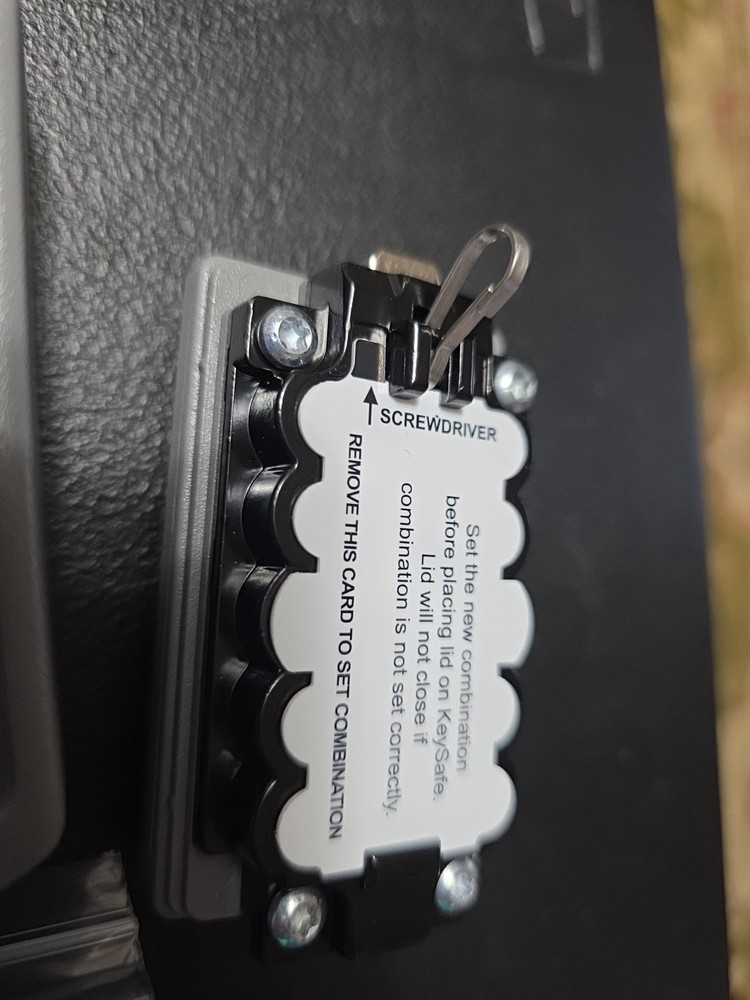 Set the new combination
before placing lid on KeySafe.
Lid will not close if
combination is not set correctly.
SCREWDRIVER
REMOVE THIS CARD TO SET COMBINATION